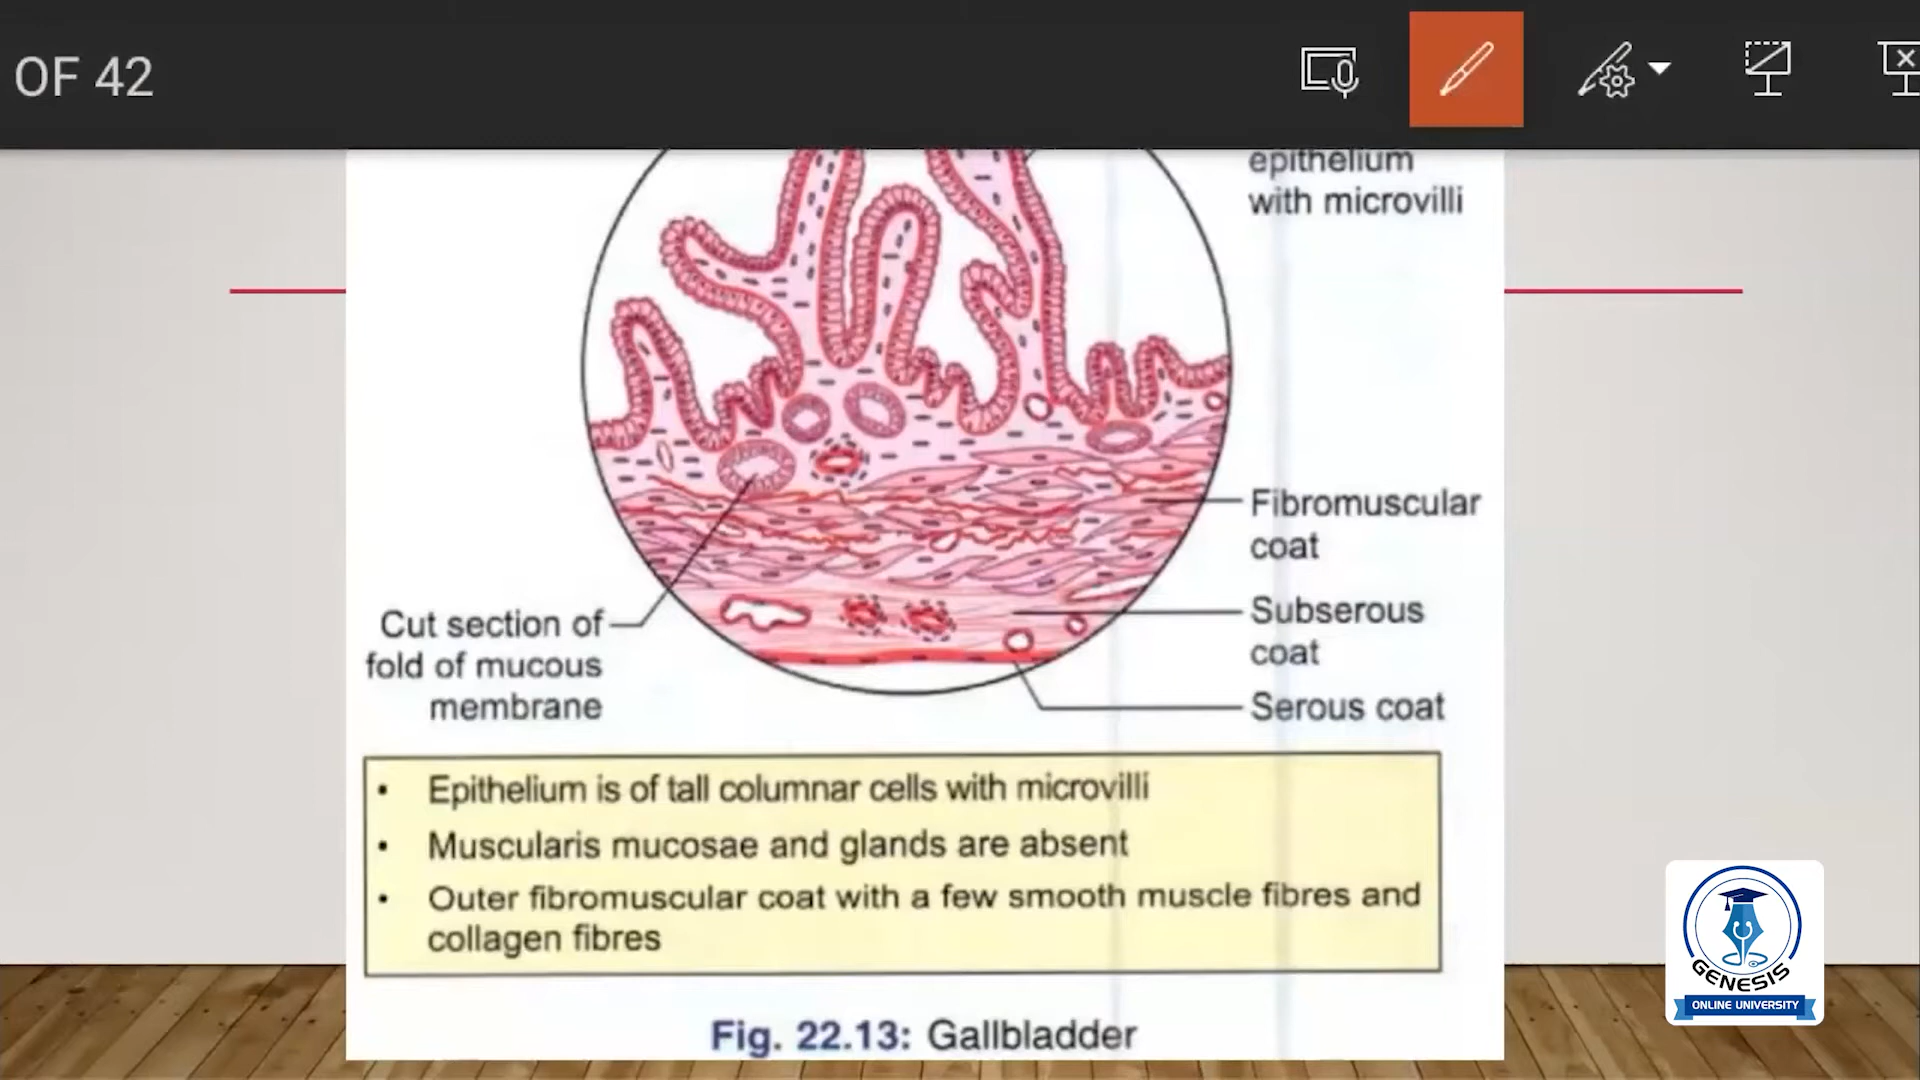 OF 42
epithelium
with microvilli
Fibromuscular
coat
Cut section of
fold of mucous
membrane
Subserous
coat
Serous coat
• Epithelium is of tall columnar cells with microvilli
• Muscularis mucosae and glands are absent
• Outer fibromuscular coat with a few smooth muscle fibres and
collagen fibres
Fig. 22.13: Gallbladder
GENESIS
ONLINE UNIVERSITY